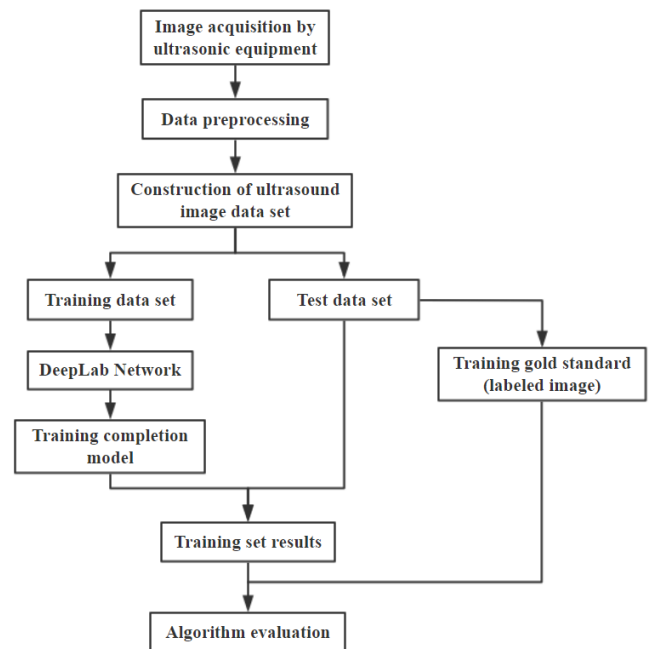 Image acquisition by
ultrasonic equipment
Data preprocessing
Construction of ultrasound
image data set
Training data set
Test data set
DeepLab Network
Training gold standard
(labeled image)
Training completion
model
Training set results
Algorithm evaluation